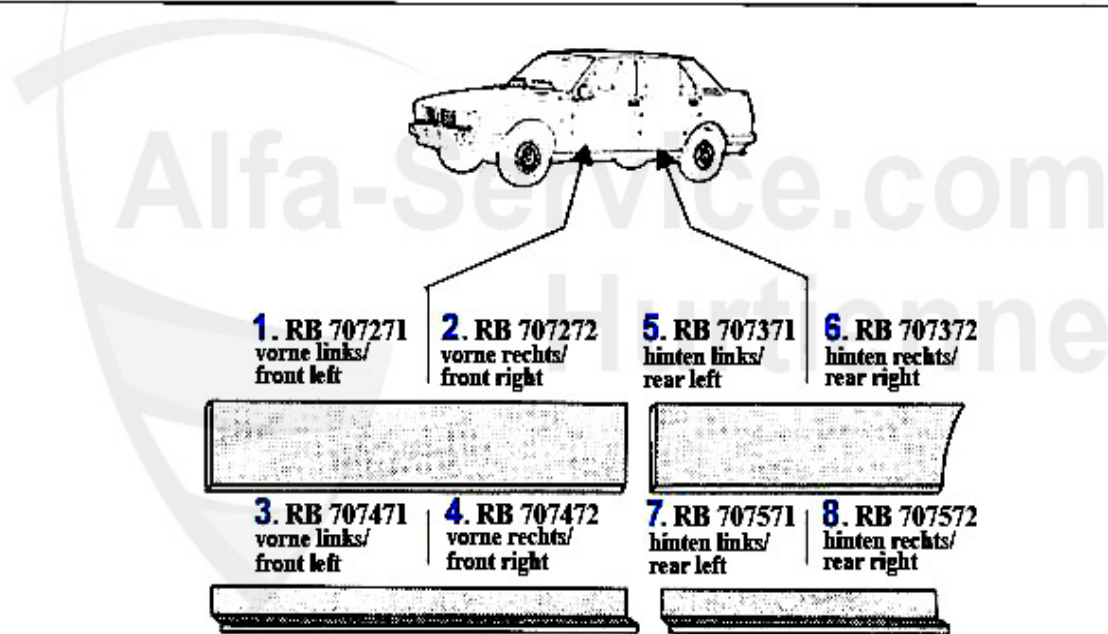 Alfa-Service.com
Hurtienne
1. RB 707271
vorne links/
front left
2. RB 707272
vorne rechts/
front right
5. RB 707371
hinten links/
rear left
6. RB 707372
hinten rechts/
rear right
3. RB 707471
vorne links/
front left
4. RB 707472
vorne rechts/
front right
7. RB 707571
hinten links/
rear left
8. RB 707572
hinten rechts/
rear right